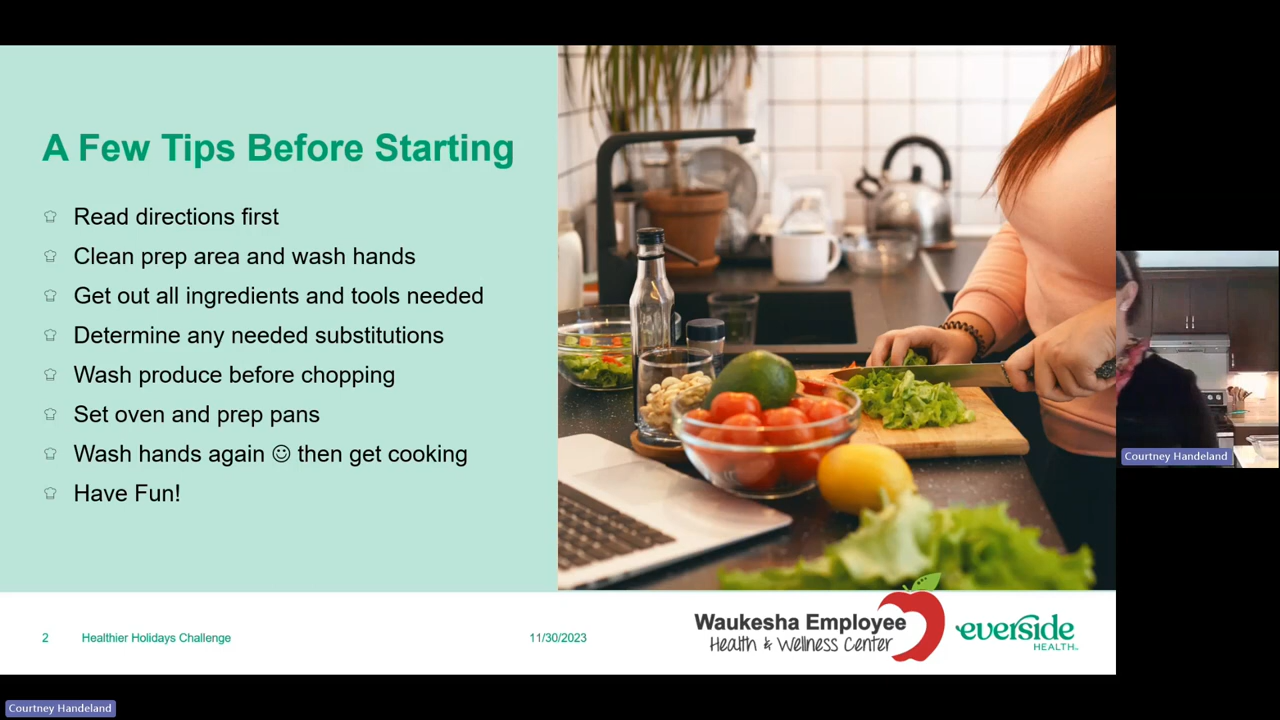 A Few Tips Before Starting
Read directions first
Clean prep area and wash hands
Get out all ingredients and tools needed
Determine any needed substitutions
Wash produce before chopping
Set oven and prep pans
Wash hands again ☺ then get cooking
Have Fun!
Courtney Handeland
2 Healthier Holidays Challenge 11/30/2023
Waukesha Employee
Health & Wellness Center
everside
HEALTH
Courtney Handeland